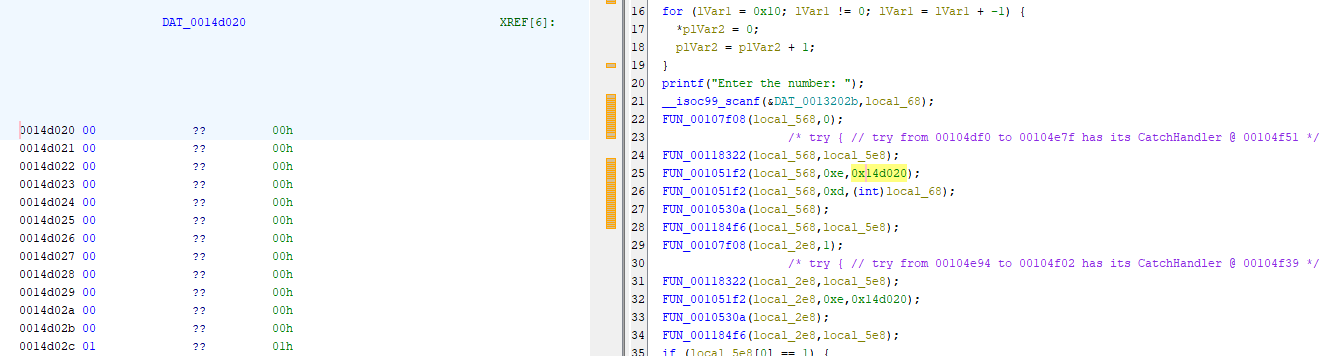 DAT_0014d020 XREF[6]:
0014d020 00 ?? 00h
0014d021 00 ?? 00h
0014d022 00 ?? 00h
0014d023 00 ?? 00h
0014d024 00 ?? 00h
0014d025 00 ?? 00h
0014d026 00 ?? 00h
0014d027 00 ?? 00h
0014d028 00 ?? 00h
0014d029 00 ?? 00h
0014d02a 00 ?? 00h
0014d02b 00 ?? 00h
0014d02c 01 ?? 01h
16 for (lVar1 = 0x10; lVar1 != 0; lVar1 = lVar1 + -1) {
17 *plVar2 = 0;
18 plVar2 = plVar2 + 1;
19 }
20 printf("Enter the number: ");
21 __isoc99_scanf(&DAT_0013202b,local_68);
22 FUN_00107f08(local_568,0);
23 /* try { // try from 00104df0 to 00104e7f has its CatchHandler @ 00104f51 */
24 FUN_00118322(local_568,local_5e8);
25 FUN_001051f2(local_568,0xe,0x14d020);
26 FUN_001051f2(local_568,0xd,(int)local_68);
27 FUN_0010530a(local_568);
28 FUN_001184f6(local_568,local_5e8);
29 FUN_00107f08(local_2e8,1);
30 /* try { // try from 00104e94 to 00104f02 has its CatchHandler @ 00104f39 */
31 FUN_00118322(local_2e8,local_5e8);
32 FUN_001051f2(local_2e8,0xe,0x14d020);
33 FUN_0010530a(local_2e8);
34 FUN_001184f6(local_2e8,local_5e8);
35 if (local_5e8[0] == 1) {